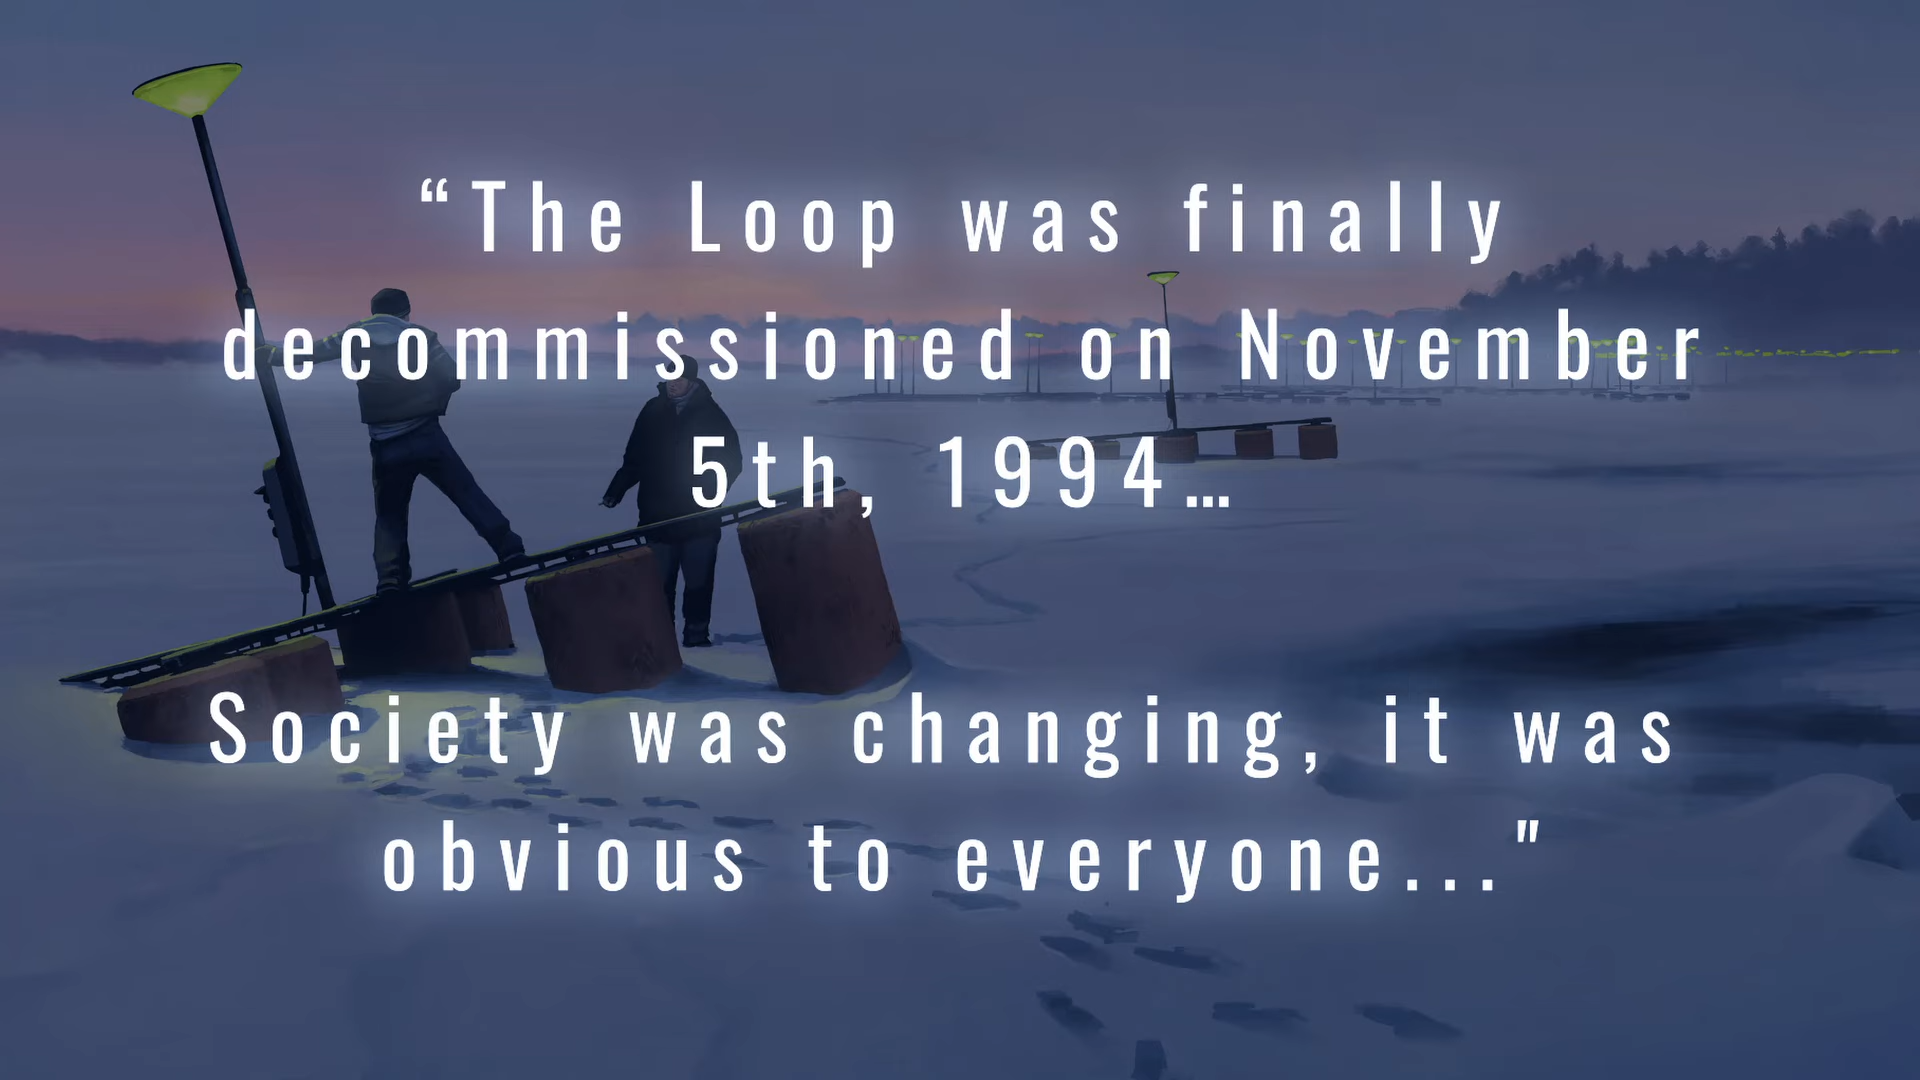 “The Loop was finally
decommissioned on November
5th, 1994…
Society was changing, it was
obvious to everyone..."